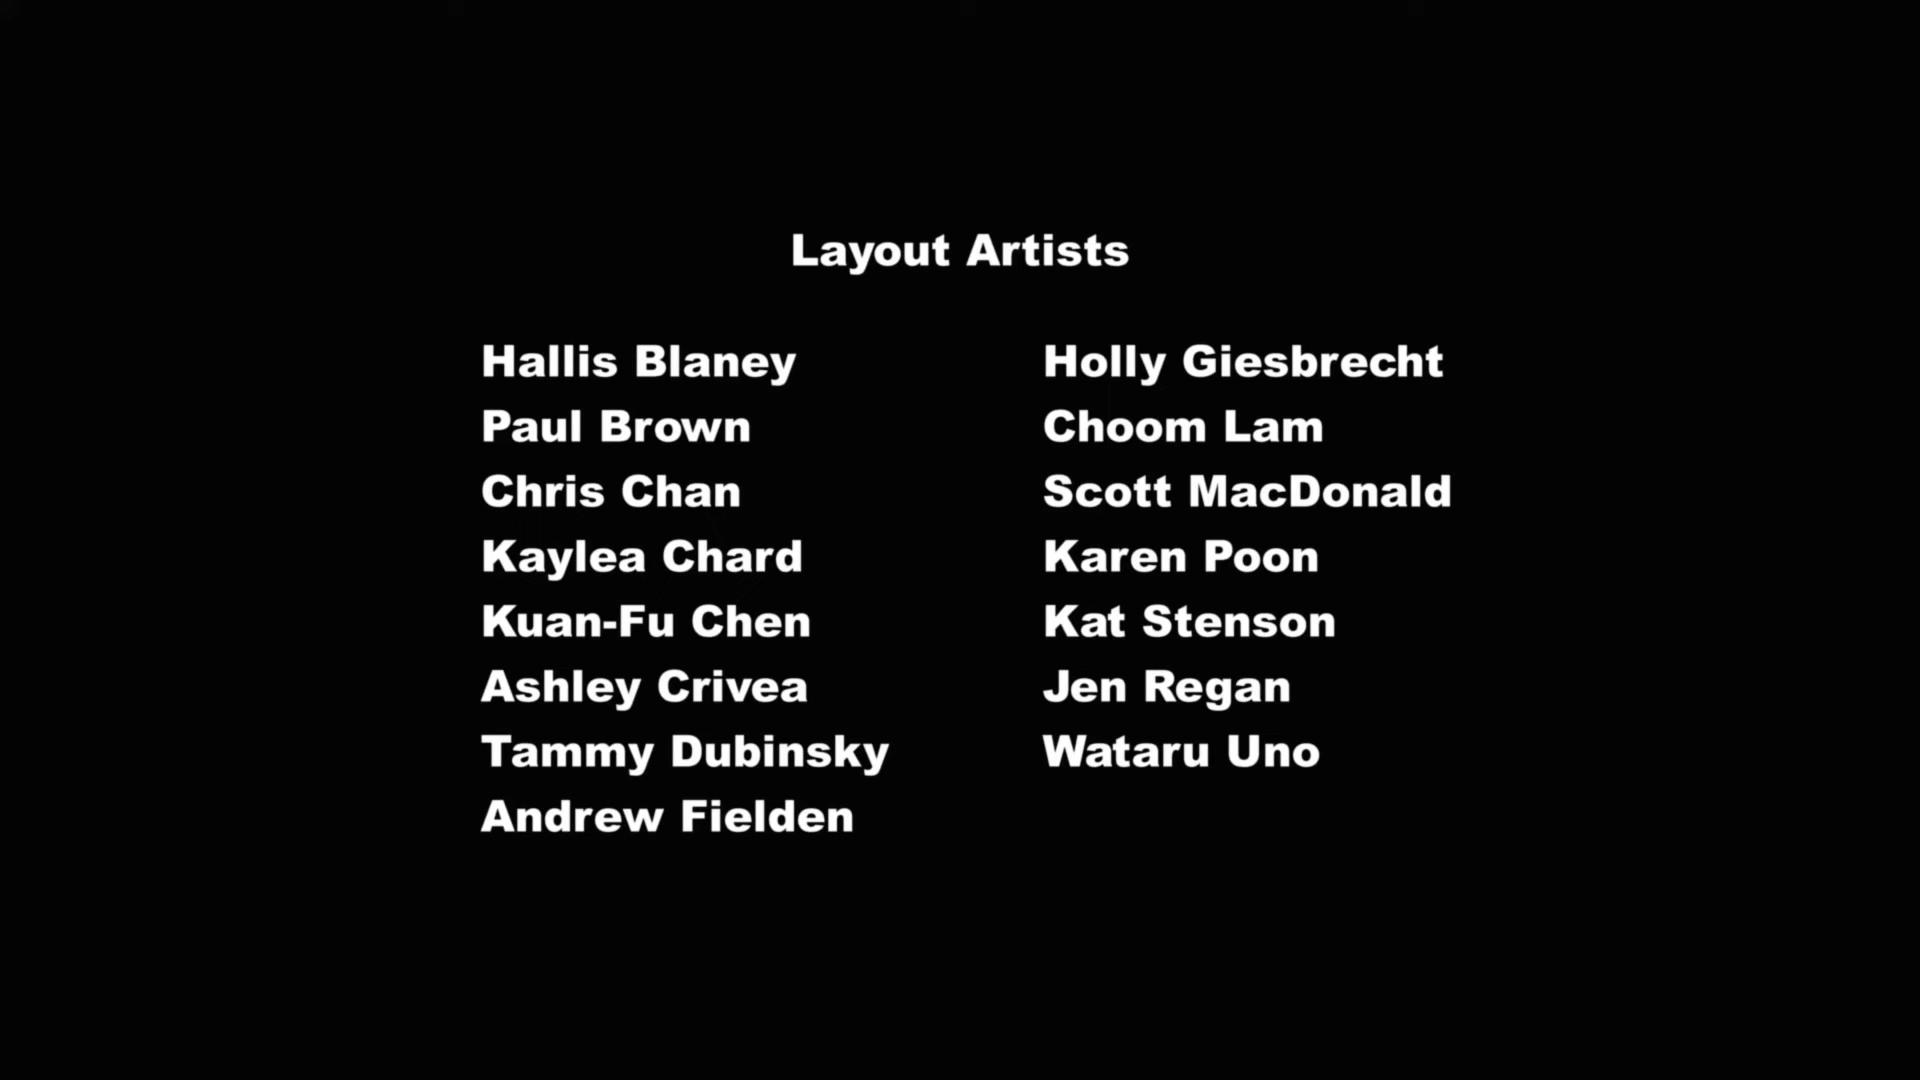 Layout Artists
Hallis Blaney
Paul Brown
Chris Chan
Kaylea Chard
Kuan-Fu Chen
Ashley Crivea
Tammy Dubinsky
Andrew Fielden
Holly Giesbrecht
Choom Lam
Scott MacDonald
Karen Poon
Kat Stenson
Jen Regan
Wataru Uno